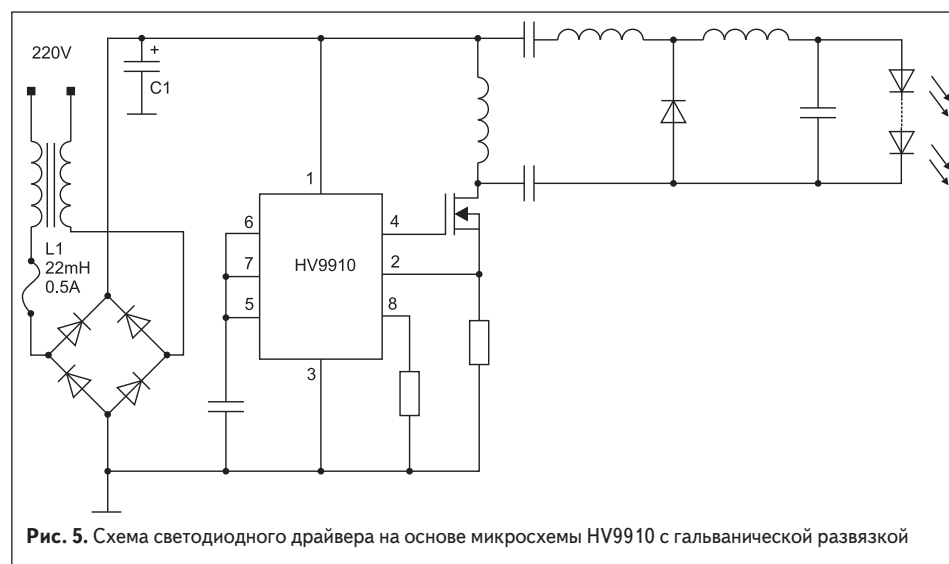 220V
+
C1
L1
22mH
0.5A
1
6
4
7
HV9910
2
5
8
3
Рис. 5. Схема светодиодного драйвера на основе микросхемы HV9910 с гальванической развязкой